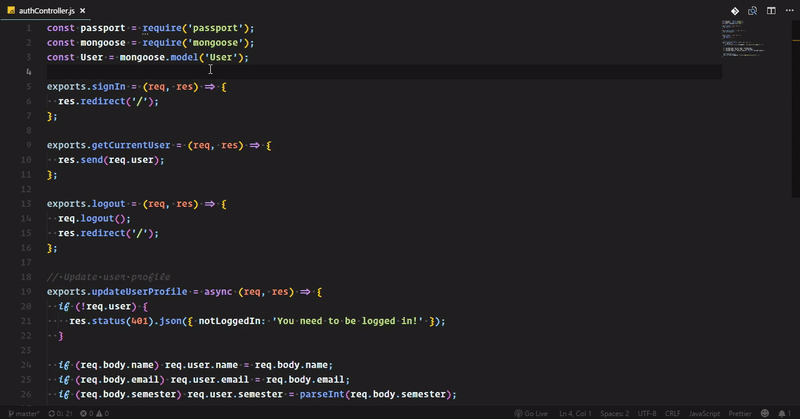 authController.js
1 const passport = require('passport');
2 const mongoose = require('mongoose');
3 const User = mongoose.model('User');
4
5 exports.signIn = (req, res) => {
6   res.redirect('/');
7 };
8
9 exports.getCurrentUser = (req, res) => {
10   res.send(req.user);
11 };
12
13 exports.logout = (req, res) => {
14   req.logout();
15   res.redirect('/');
16 };
17
18 // Update user profile
19 exports.updateUserProfile = async (req, res) => {
20   if (!req.user) {
21     res.status(401).json({ notLoggedIn: 'You need to be logged in!' });
22   }
23
24   if (req.body.name) req.user.name = req.body.name;
25   if (req.body.email) req.user.email = req.body.email;
26   if (req.body.semester) req.user.semester = parseInt(req.body.semester);
master* 0↓ 2↑ 0 0 Go Live Ln 4, Col 1 Spaces: 2 UTF-8 CRLF JavaScript Prettier 1